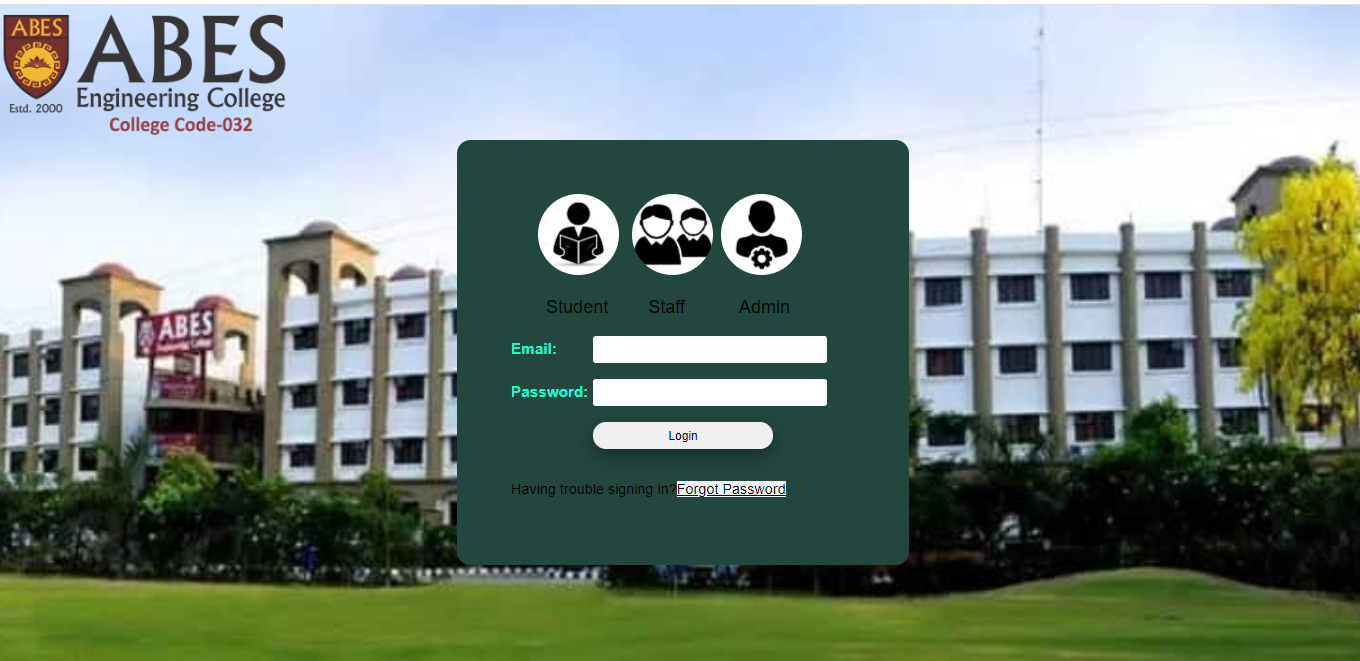 ABES
ABES
Engineering College
Estd. 2000
College Code-032
ABES
Student Staff Admin
Email:
Password:
Login
Having trouble signing in?Forgot Password